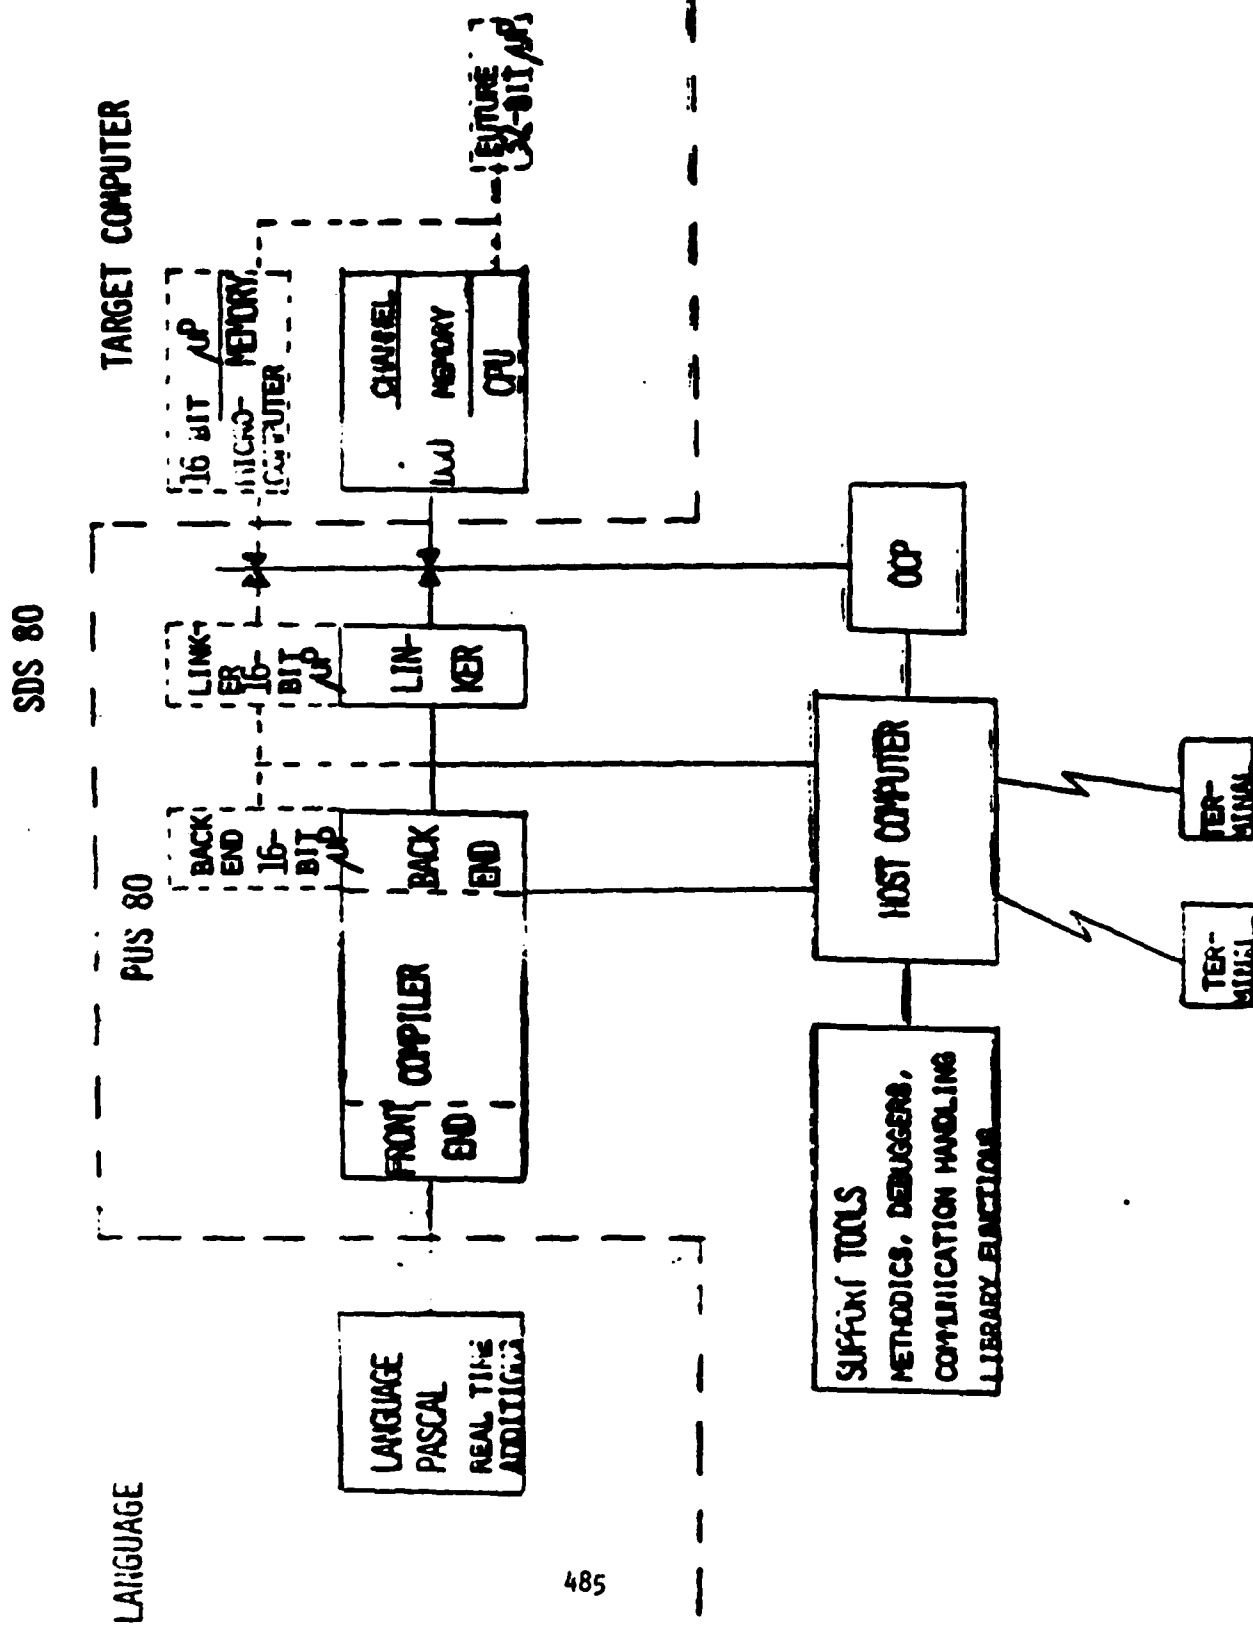 SDS 80
LANGUAGE
PUS 80
TARGET COMPUTER
BACK
END
16-
BIT
µP
LINK-
ER
16-
BIT
µP
16 BIT µP
MICRO- MEMORY
COMPUTER
LANGUAGE
PASCAL
REAL TIME
ADDITIONS
FRONT
END
COMPILER
BACK
END
LIN-
KER
CHANNEL
MEMORY
CPU
FUTURE
32-BIT µP
SUPPORT TOOLS
METHODICS, DEBUGGERS,
COMMUNICATION HANDLING
LIBRARY FUNCTIONS
HOST COMPUTER
OCP
TER-
MINAL
TER-
MINAL
485